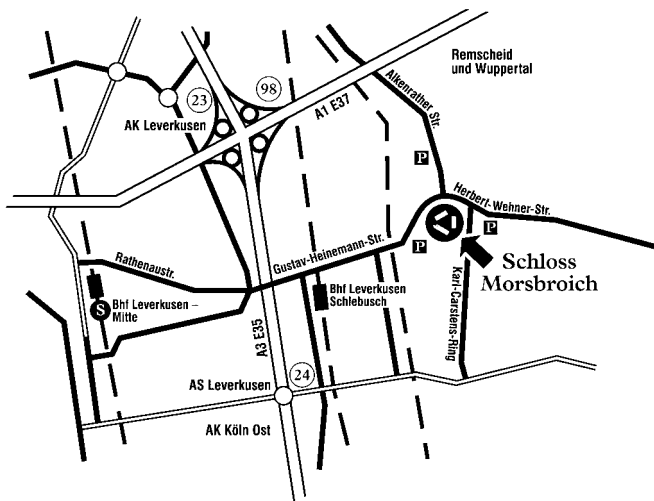 Remscheid
und Wuppertal
98
23
AK Leverkusen
A1 E37
Alkenrather Str.
P
Herbert-Wehner-Str.
P
P
Gustav-Heinemann-Str.
Rathenaustr.
Schloss
Morsbroich
Bhf Leverkusen –
Mitte
S
Bhf Leverkusen
Schlebusch
Karl-Carstens-Ring
A3 E35
24
AS Leverkusen
AK Köln Ost